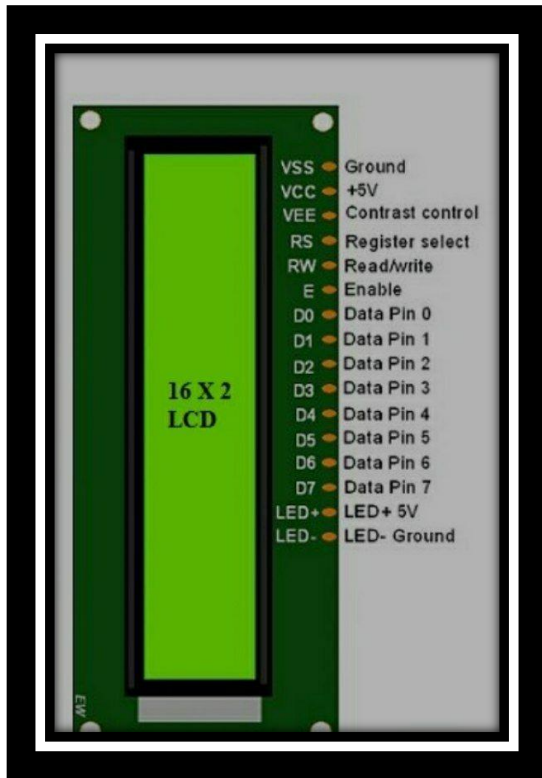 VSS Ground
VCC +5V
VEE Contrast control
RS Register select
RW Read/write
E Enable
D0 Data Pin 0
D1 Data Pin 1
D2 Data Pin 2
D3 Data Pin 3
D4 Data Pin 4
D5 Data Pin 5
D6 Data Pin 6
D7 Data Pin 7
LED+ LED+ 5V
LED- LED- Ground
16 X 2
LCD
EW